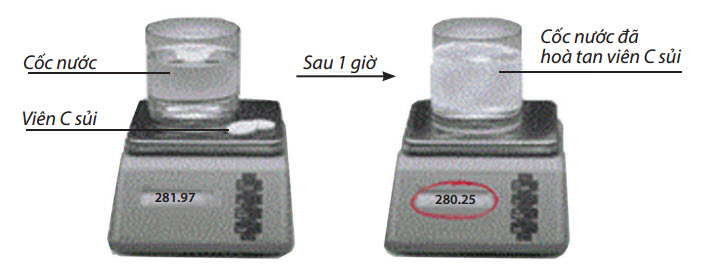 Cốc nước
Viên C sủi
Sau 1 giờ
Cốc nước đã
hoà tan viên C sủi
281.97
280.25